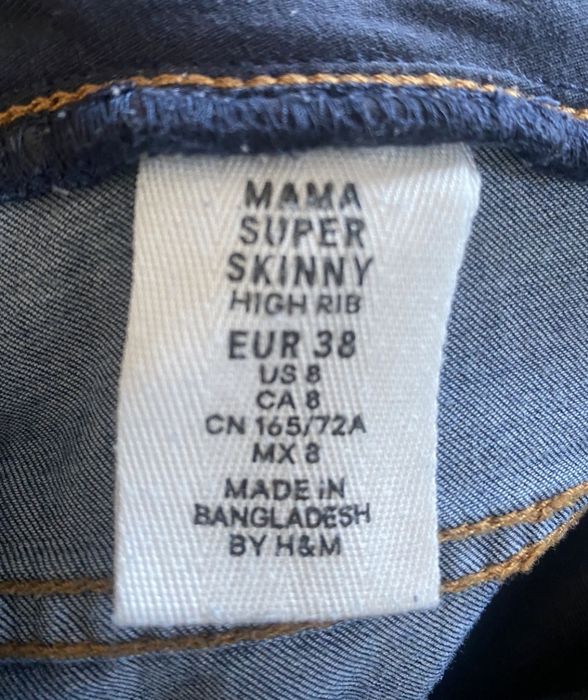 MAMA
SUPER
SKINNY
HIGH RIB
EUR 38
US 8
CA 8
CN 165/72A
MX 8
MADE iN
BANGLADESH
BY H&M